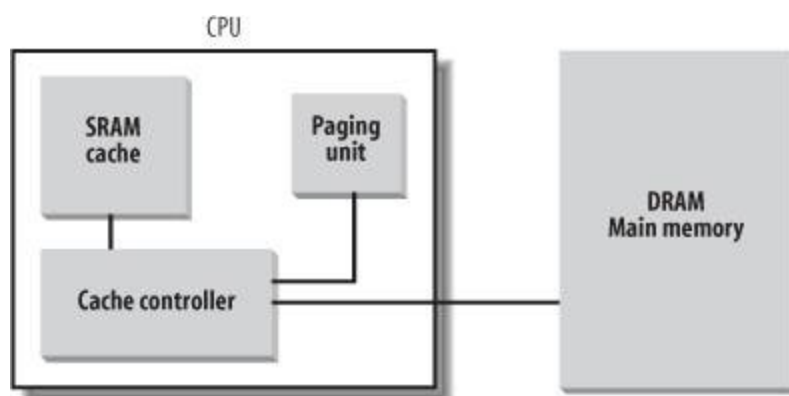 CPU
SRAM
cache
Paging
unit
DRAM
Main memory
Cache controller